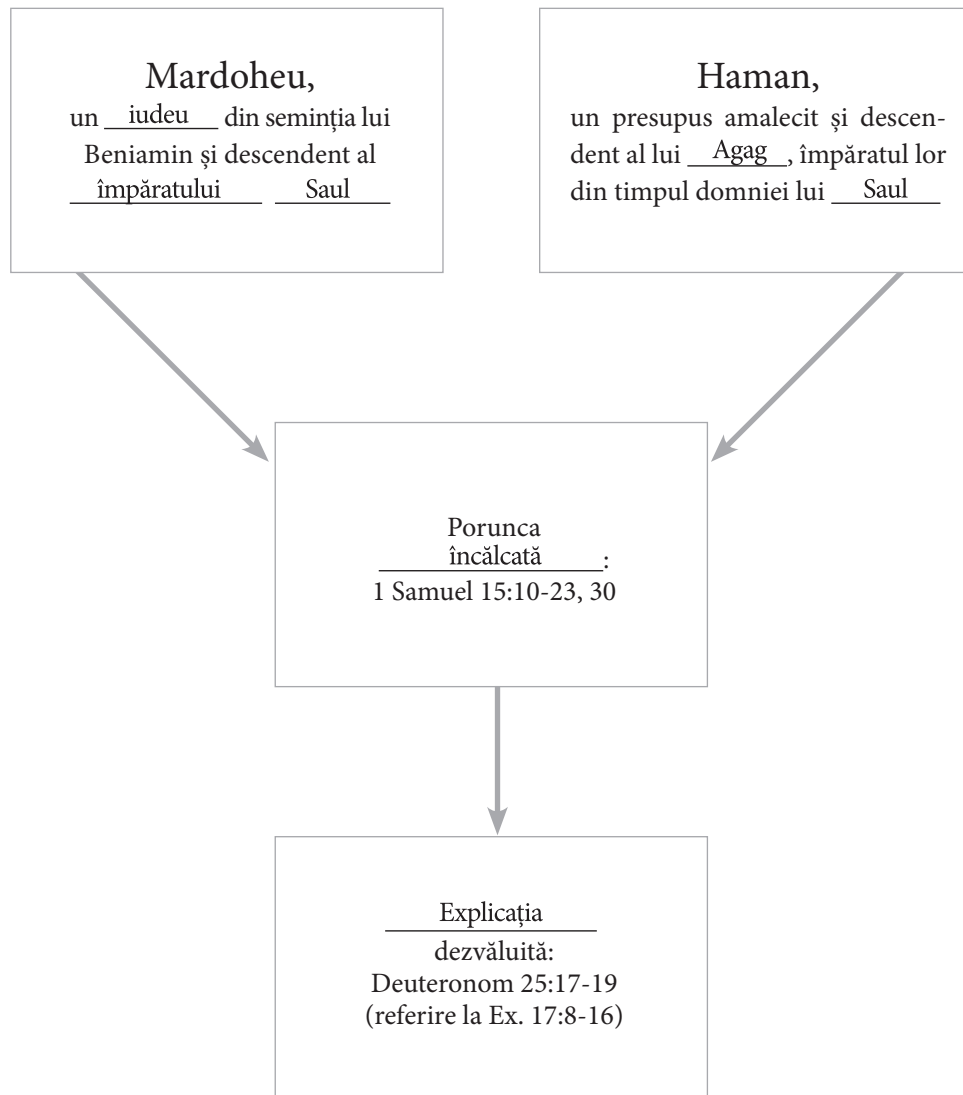 Mardoheu,
un iudeu din seminția lui
Beniamin și descendent al
împăratului Saul
Haman,
un presupus amalecit și descen-
dent al lui Agag, împăratul lor
din timpul domniei lui Saul
Porunca
încălcată:
1 Samuel 15:10-23, 30
Explicația
dezvăluită:
Deuteronom 25:17-19
(referire la Ex. 17:8-16)